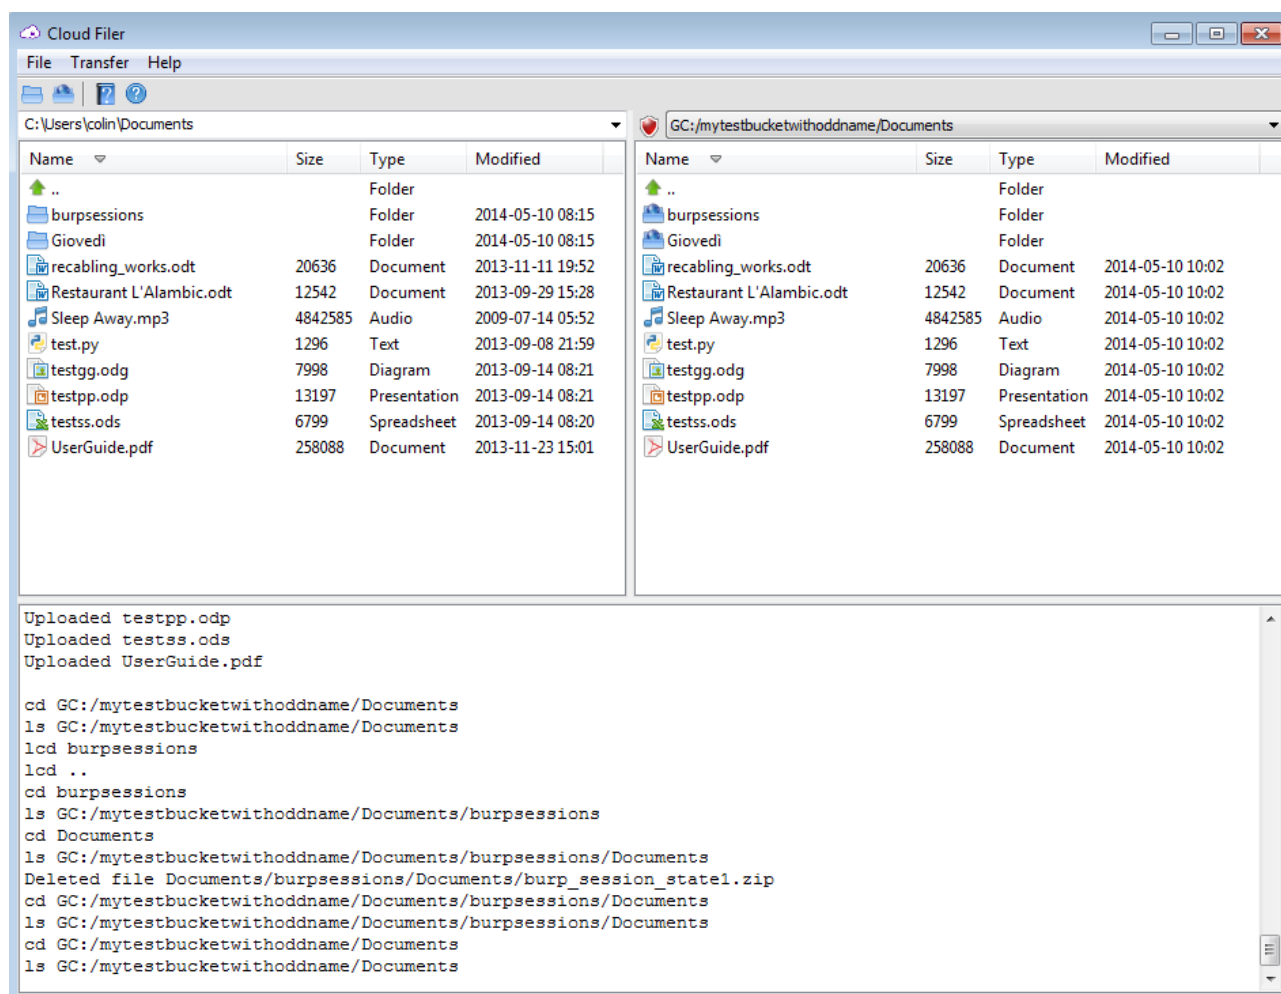 Cloud Filer
File Transfer Help
C:\Users\colin\Documents
Name Size Type Modified
.. Folder
burpsessions Folder 2014-05-10 08:15
Giovedì Folder 2014-05-10 08:15
recabling_works.odt 20636 Document 2013-11-11 19:52
Restaurant L'Alambic.odt 12542 Document 2013-09-29 15:28
Sleep Away.mp3 4842585 Audio 2009-07-14 05:52
test.py 1296 Text 2013-09-08 21:59
testgg.odg 7998 Diagram 2013-09-14 08:21
testpp.odp 13197 Presentation 2013-09-14 08:21
testss.ods 6799 Spreadsheet 2013-09-14 08:20
UserGuide.pdf 258088 Document 2013-11-23 15:01
GC:/mytestbucketwithoddname/Documents
Name Size Type Modified
.. Folder
burpsessions Folder
Giovedì Folder
recabling_works.odt 20636 Document 2014-05-10 10:02
Restaurant L'Alambic.odt 12542 Document 2014-05-10 10:02
Sleep Away.mp3 4842585 Audio 2014-05-10 10:02
test.py 1296 Text 2014-05-10 10:02
testgg.odg 7998 Diagram 2014-05-10 10:02
testpp.odp 13197 Presentation 2014-05-10 10:02
testss.ods 6799 Spreadsheet 2014-05-10 10:02
UserGuide.pdf 258088 Document 2014-05-10 10:02
Uploaded testpp.odp
Uploaded testss.ods
Uploaded UserGuide.pdf
cd GC:/mytestbucketwithoddname/Documents
ls GC:/mytestbucketwithoddname/Documents
lcd burpsessions
lcd ..
cd burpsessions
ls GC:/mytestbucketwithoddname/Documents/burpsessions
cd Documents
ls GC:/mytestbucketwithoddname/Documents/burpsessions/Documents
Deleted file Documents/burpsessions/Documents/burp_session_state1.zip
cd GC:/mytestbucketwithoddname/Documents/burpsessions/Documents
ls GC:/mytestbucketwithoddname/Documents/burpsessions/Documents
cd GC:/mytestbucketwithoddname/Documents
ls GC:/mytestbucketwithoddname/Documents